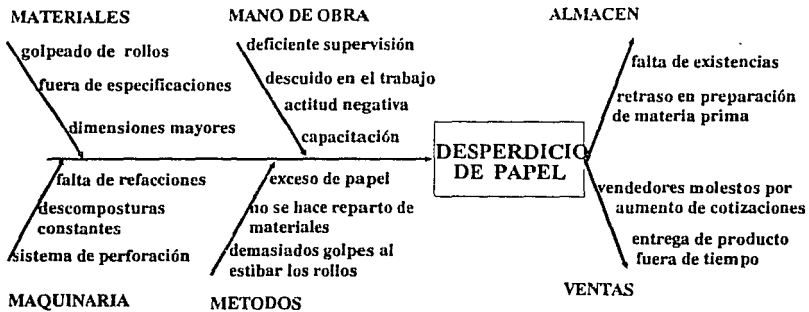 MATERIALES
golpeado de rollos
fuera de especificaciones
dimensiones mayores
MANO DE OBRA
deficiente supervisión
descuido en el trabajo
actitud negativa
capacitación
ALMACEN
falta de existencias
retraso en preparación
de materia prima
DESPERDICIO
DE PAPEL
falta de refacciones
descomposturas
constantes
sistema de perforación
MAQUINARIA
exceso de papel
no se hace reparto de
materiales
demasiados golpes al
estibar los rollos
METODOS
vendedores molestos por
aumento de cotizaciones
entrega de producto
fuera de tiempo
VENTAS